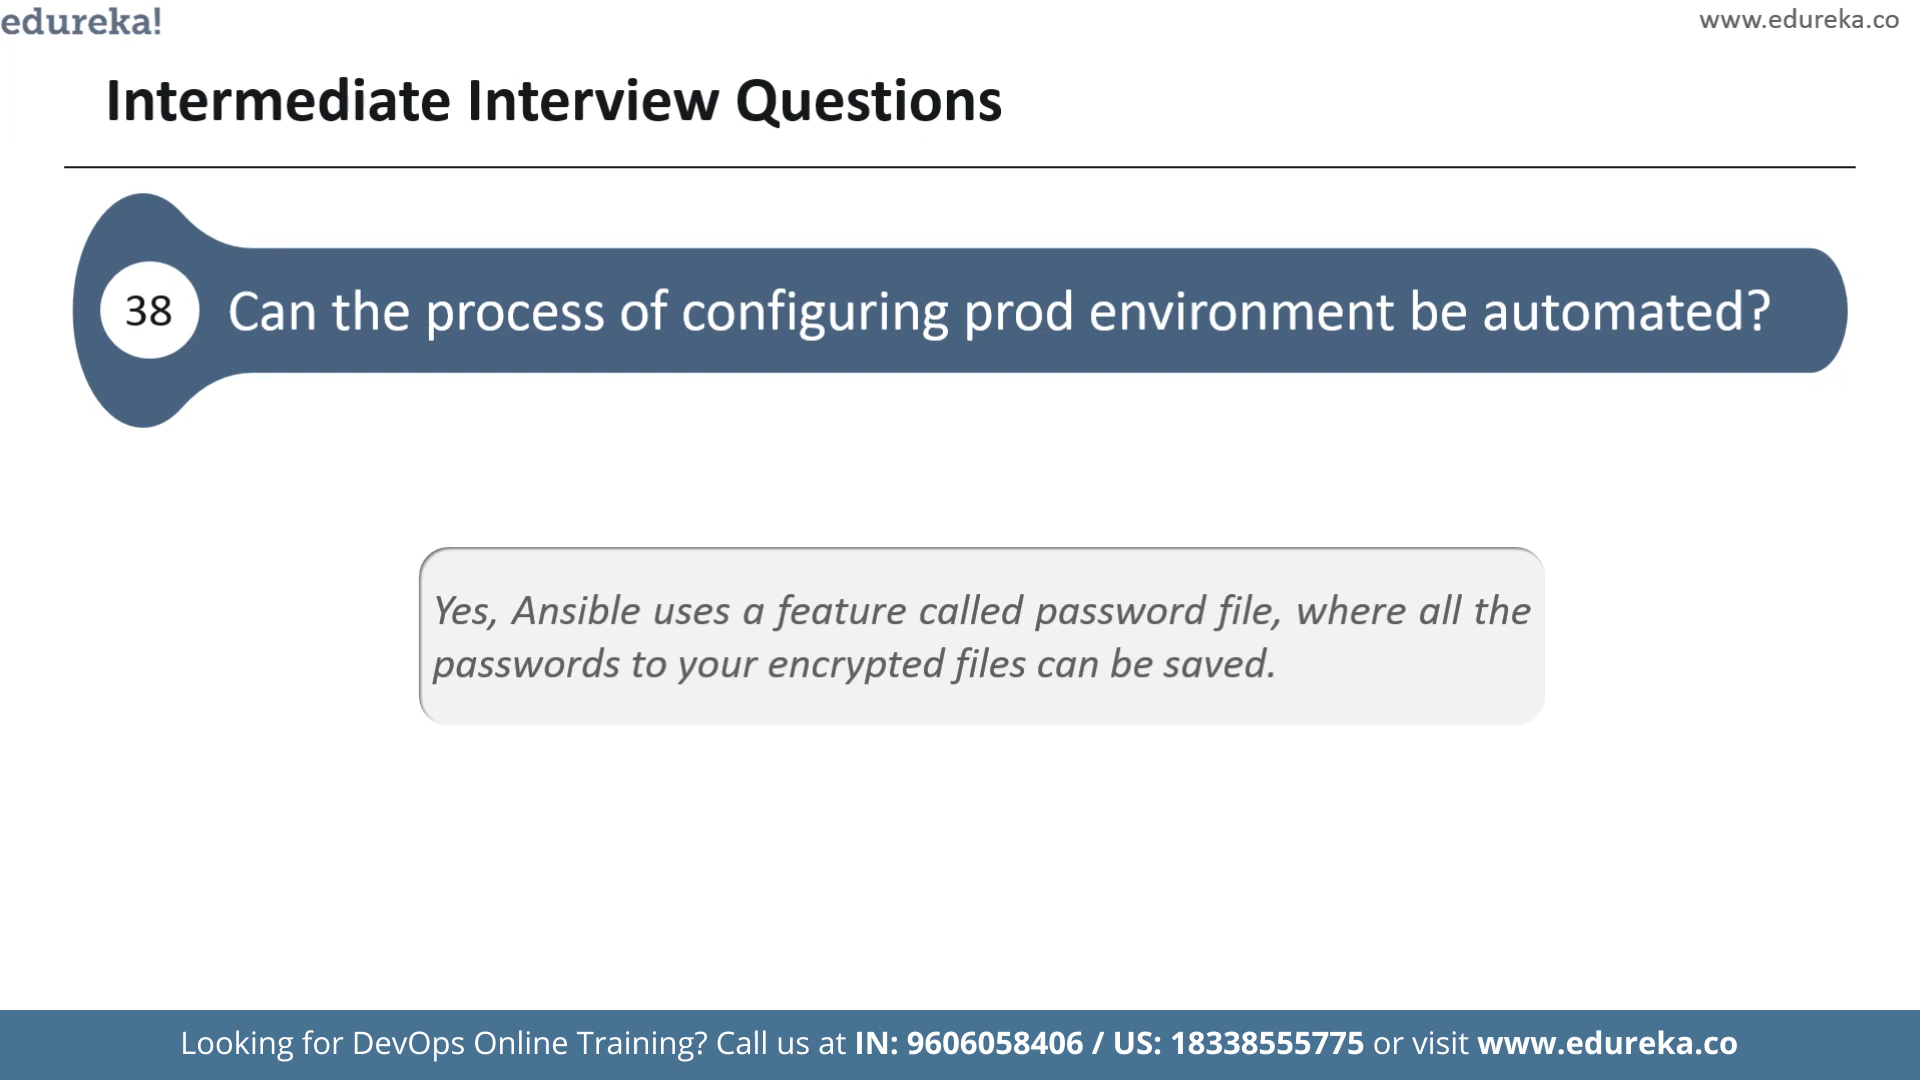 edureka!
www.edureka.co
Intermediate Interview Questions
38
Can the process of configuring prod environment be automated?
Yes, Ansible uses a feature called password file, where all the
passwords to your encrypted files can be saved.
Looking for DevOps Online Training? Call us at IN: 9606058406 / US: 18338555775 or visit www.edureka.co